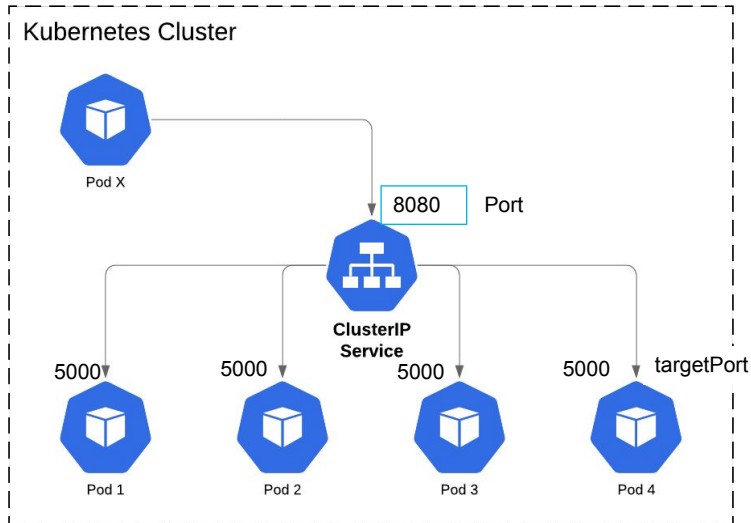 Kubernetes Cluster
Pod X
8080 Port
ClusterIP
Service
5000 5000 5000 5000 targetPort
Pod 1 Pod 2 Pod 3 Pod 4